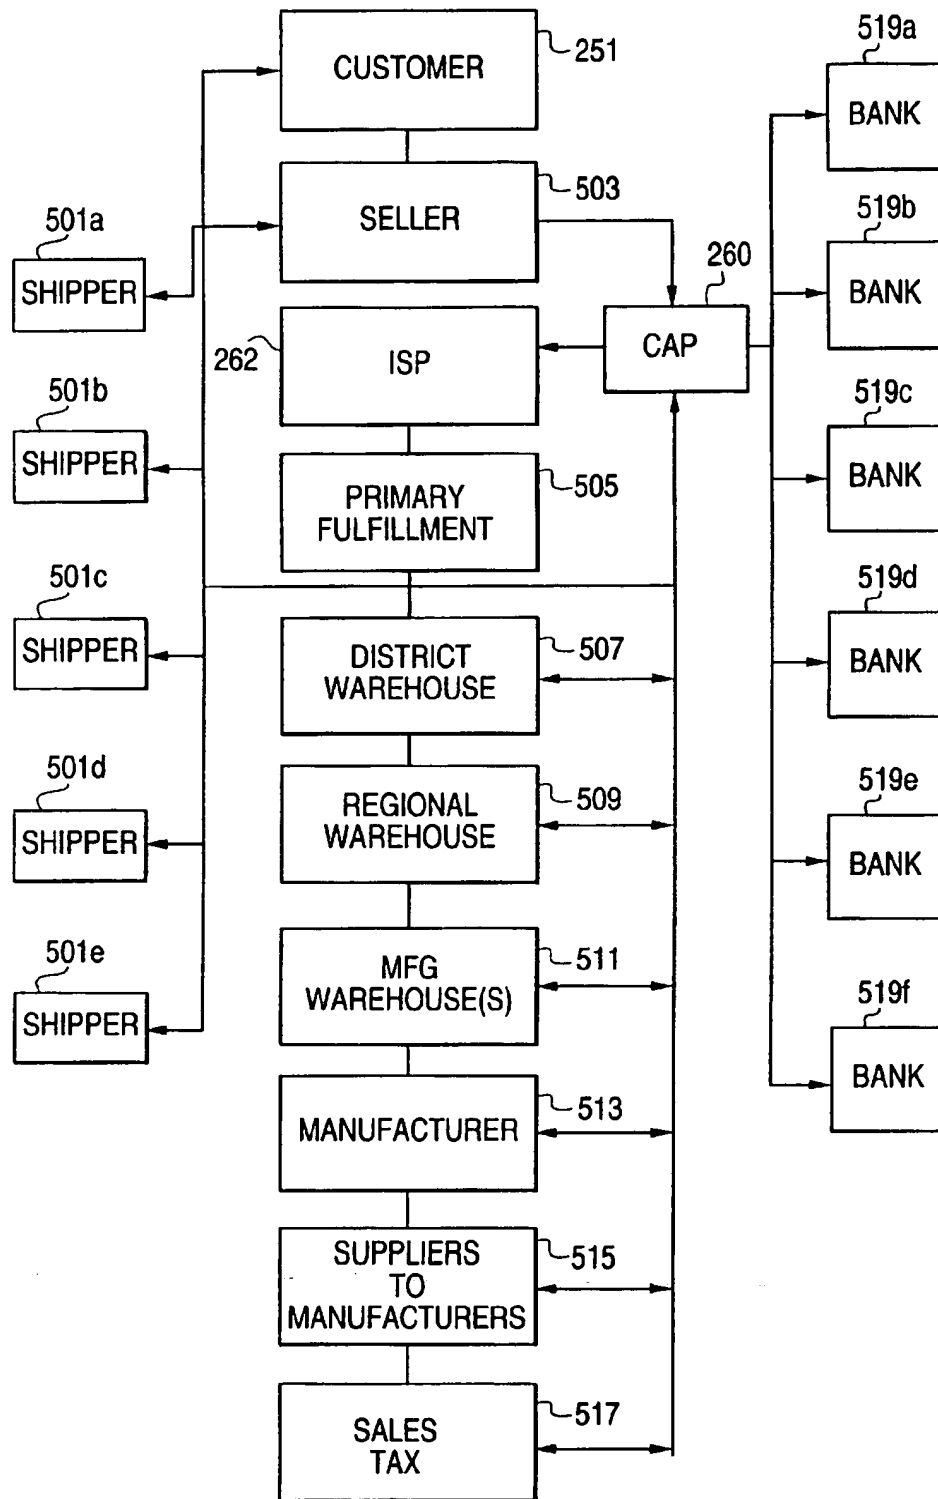 251
CUSTOMER
519a
BANK
503
SELLER
501a
SHIPPER
519b
BANK
260
CAP
262
ISP
501b
SHIPPER
519c
BANK
505
PRIMARY
FULFILLMENT
501c
SHIPPER
519d
BANK
507
DISTRICT
WAREHOUSE
501d
SHIPPER
509
REGIONAL
WAREHOUSE
519e
BANK
501e
SHIPPER
511
MFG
WAREHOUSE(S)
519f
BANK
513
MANUFACTURER
515
SUPPLIERS
TO
MANUFACTURERS
517
SALES
TAX